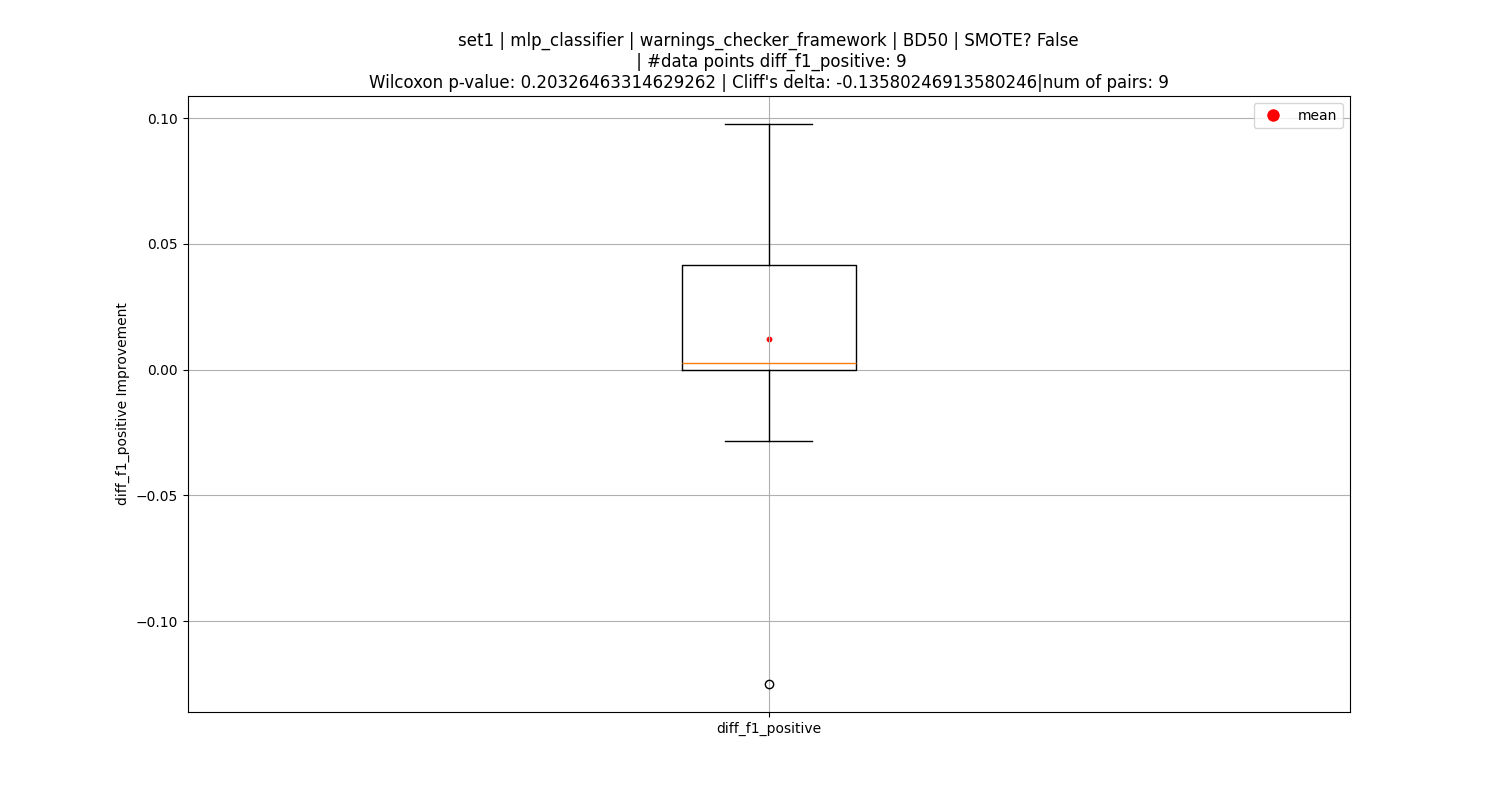 set1 | mlp_classifier | warnings_checker_framework | BD50 | SMOTE? False
| #data points diff_f1_positive: 9
Wilcoxon p-value: 0.20326463314629262 | Cliff's delta: -0.13580246913580246|num of pairs: 9
mean
0.10
0.05
0.00
−0.05
−0.10
diff_f1_positive Improvement
diff_f1_positive